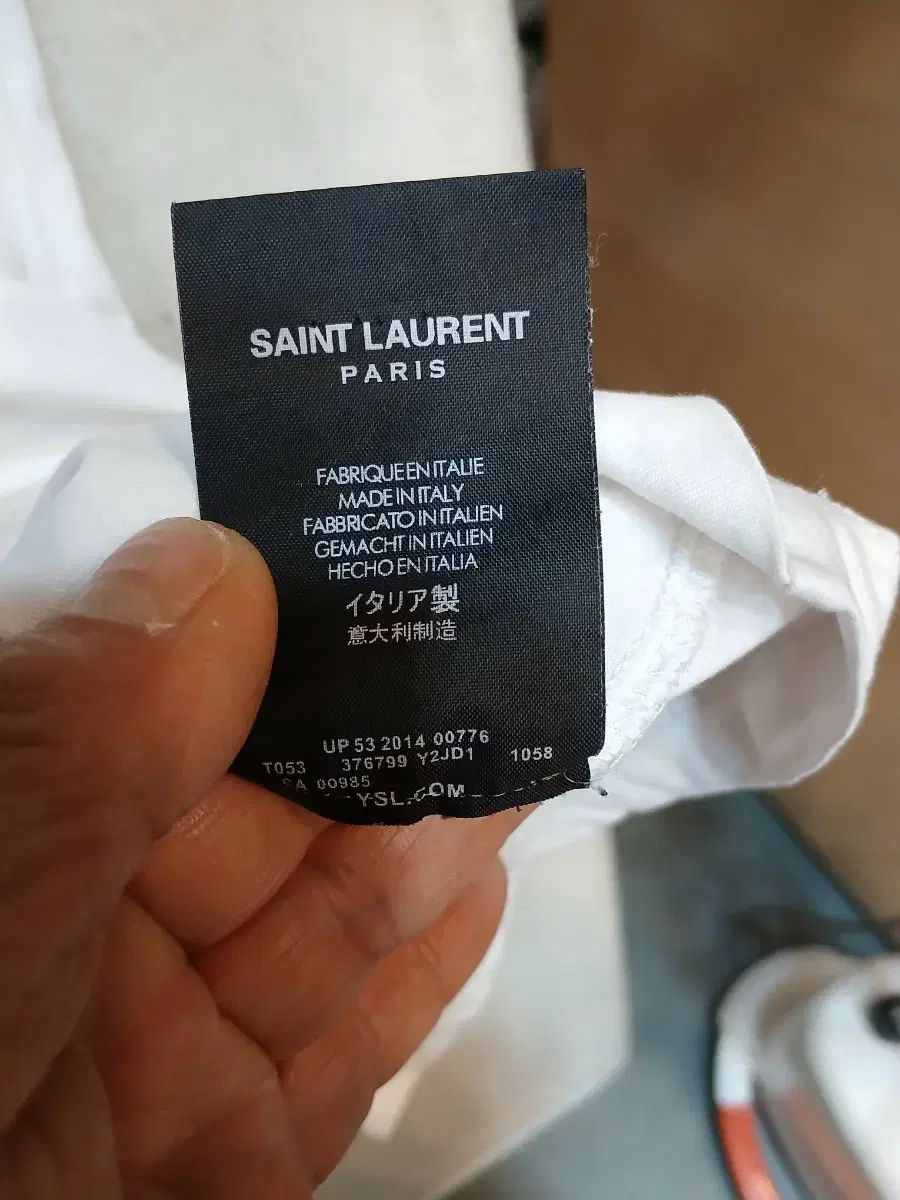 SAINT LAURENT
PARIS
FABRIQUE EN ITALIE
MADE IN ITALY
FABBRICATO IN ITALIEN
GEMACHT IN ITALIEN
HECHO EN ITALIA
イタリア製
意大利制造
UP 53 2014 00776
T053 376799 Y2JD1 1058
SA 00985
YSL.COM